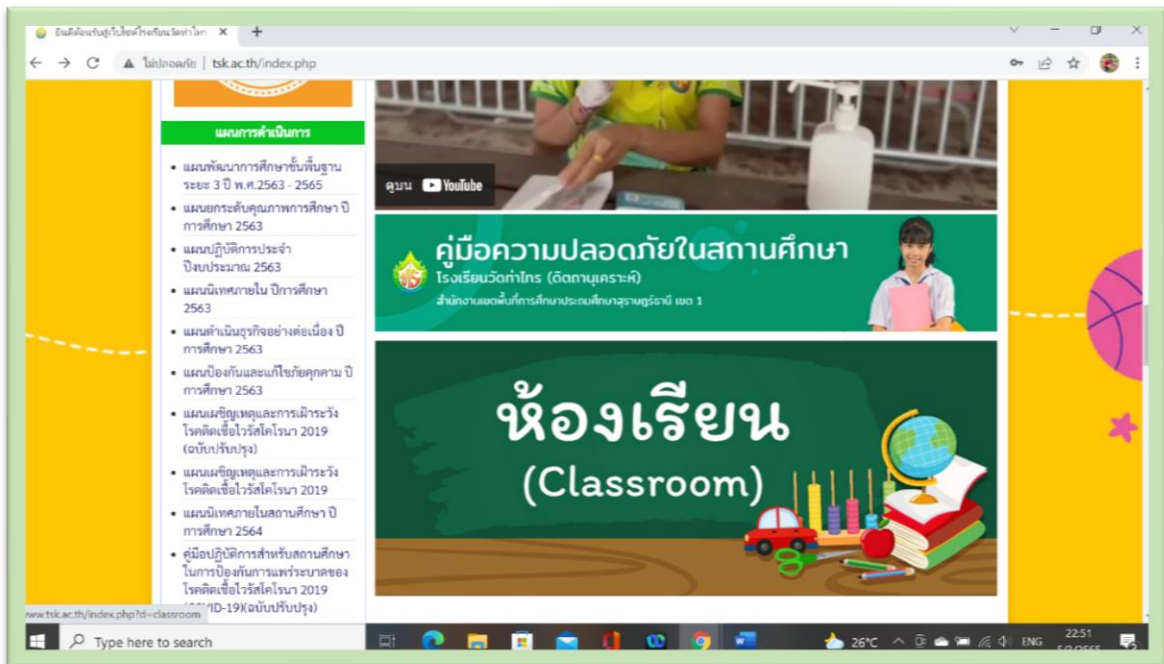 ยินดีต้อนรับสู่เว็บไซต์โรงเรียนวัดท่าไทร
ไม่ปลอดภัย | tsk.ac.th/index.php
แผนการดำเนินการ
แผนพัฒนาการศึกษาขั้นพื้นฐาน
ระยะ 3 ปี พ.ศ.2563 - 2565
แผนยกระดับคุณภาพการศึกษา ปี
การศึกษา 2563
แผนปฏิบัติการประจำ
ปีงบประมาณ 2563
แผนนิเทศภายใน ปีการศึกษา
2563
แผนดำเนินธุรกิจอย่างต่อเนื่อง ปี
การศึกษา 2563
แผนป้องกันและแก้ไขภัยคุกคาม ปี
การศึกษา 2563
แผนเผชิญเหตุและการเฝ้าระวัง
โรคติดเชื้อไวรัสโคโรนา 2019
(ฉบับปรับปรุง)
แผนเผชิญเหตุและการเฝ้าระวัง
โรคติดเชื้อไวรัสโคโรนา 2019
แผนนิเทศภายในสถานศึกษา ปี
การศึกษา 2564
คู่มือปฏิบัติการสำหรับสถานศึกษา
ในการป้องกันการแพร่ระบาดของ
โรคติดเชื้อไวรัสโคโรนา 2019
(COVID-19)(ฉบับปรับปรุง)
ดูบน YouTube
คู่มือความปลอดภัยในสถานศึกษา
โรงเรียนวัดท่าไทร (ดิตถานุเคราะห์)
สำนักงานเขตพื้นที่การศึกษาประถมศึกษาสุราษฎร์ธานี เขต 1
ห้องเรียน
(Classroom)
www.tsk.ac.th/index.php?d=classroom
Type here to search
26°C
ENG
22:51